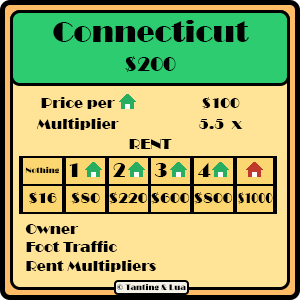 Connecticut
$200
Price per $100
Multiplier 5.5 x
RENT
Nothing 1 2 3 4
$16 $80 $220 $600 $800 $1000
Owner
Foot Traffic
Rent Multipliers
© Tanting & Lua